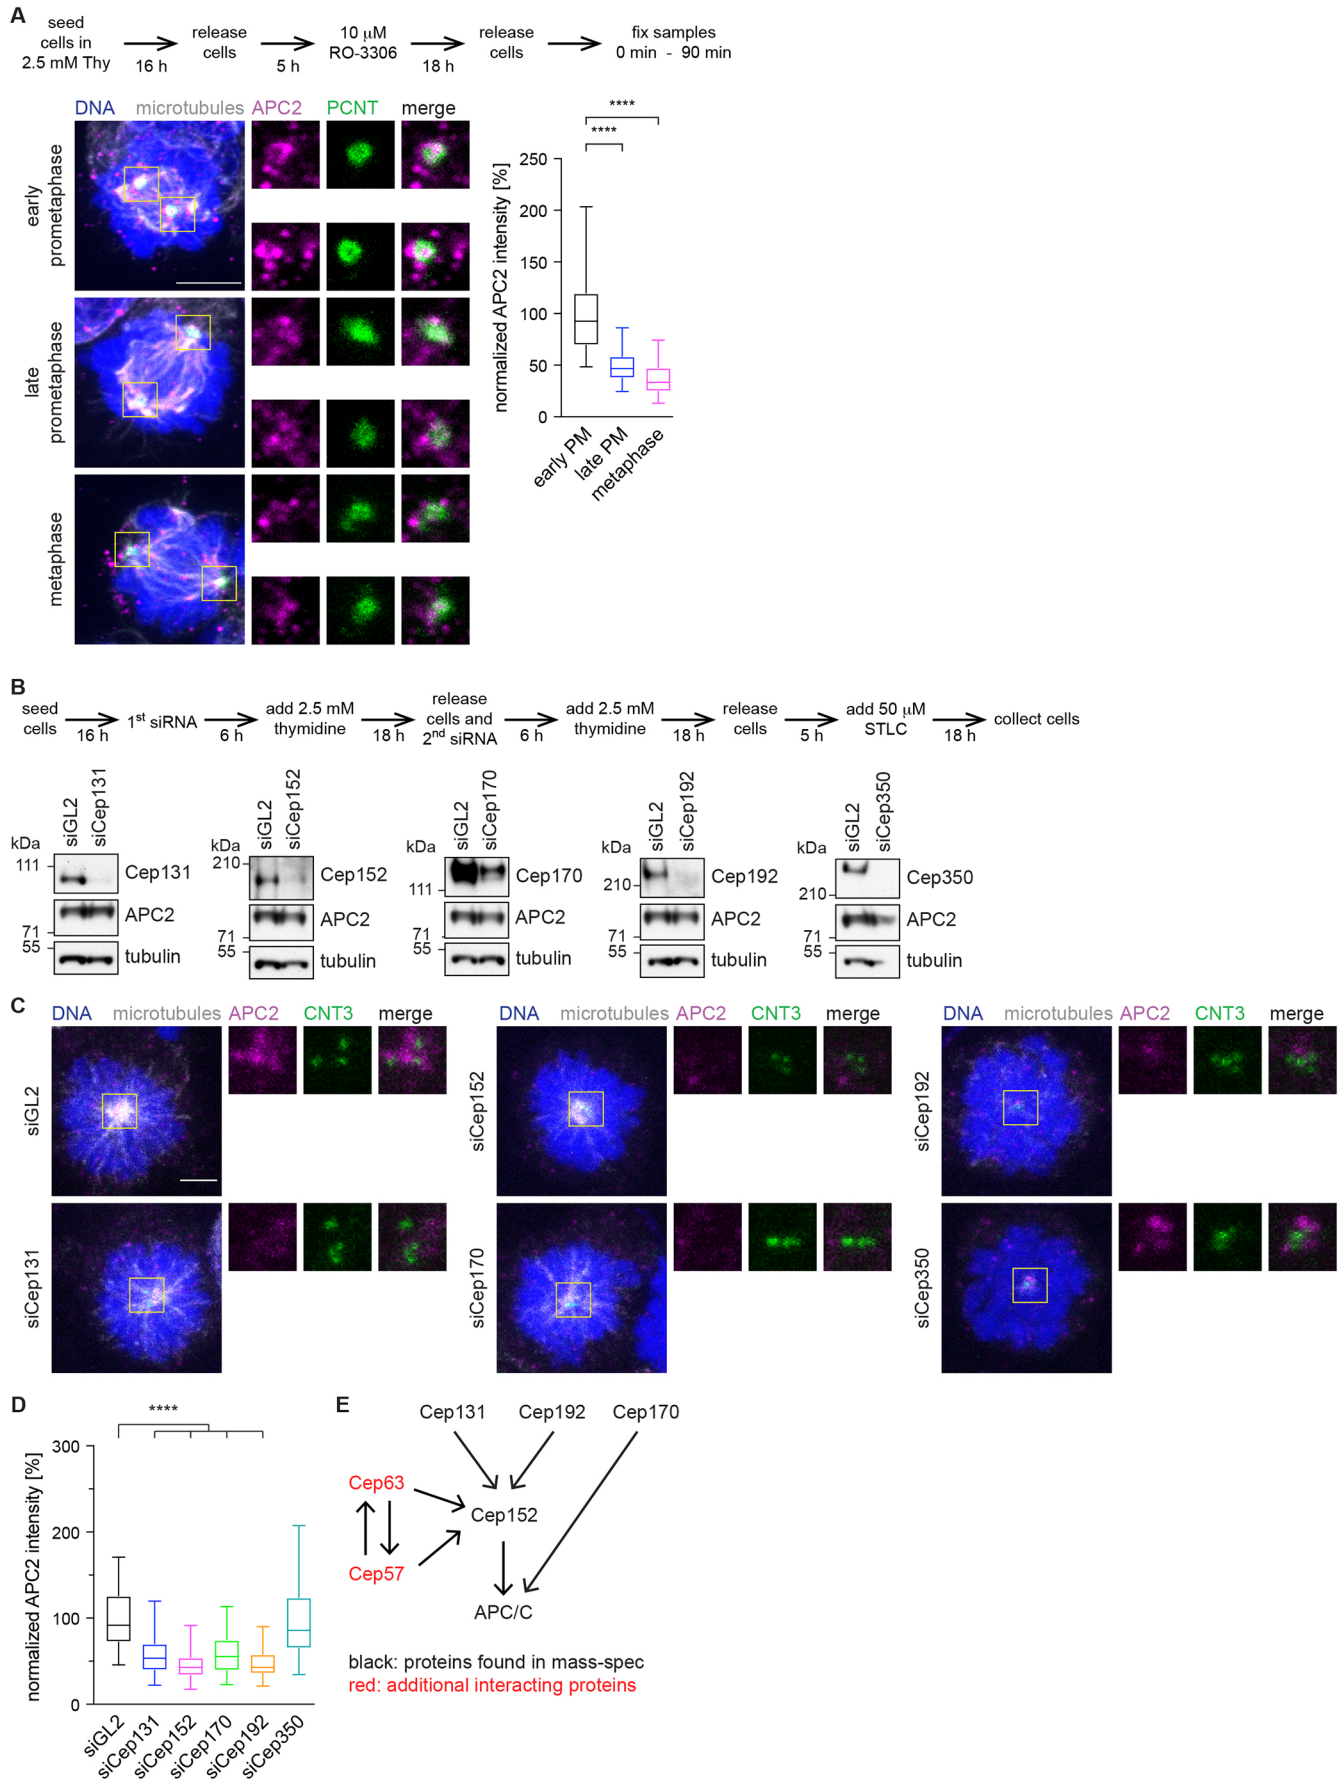 A
seed
cells in
2.5 mM Thy
16 h
release
cells
5 h
10 μM
RO-3306
18 h
release
cells
fix samples
0 min - 90 min
DNA microtubules APC2 PCNT merge
early
prometaphase
late
prometaphase
metaphase
****
****
normalized APC2 intensity [%]
250
200
150
100
50
0
early PM
late PM
metaphase
B
seed
cells
16 h
1st siRNA
6 h
add 2.5 mM
thymidine
18 h
release
cells and
2nd siRNA
6 h
add 2.5 mM
thymidine
18 h
release
cells
5 h
add 50 μM
STLC
18 h
collect cells
kDa siGL2 siCep131
111 Cep131
APC2
71
55 tubulin
kDa siGL2 siCep152
210 Cep152
APC2
71
55 tubulin
kDa siGL2 siCep170
Cep170
111
APC2
71
55 tubulin
kDa siGL2 siCep192
Cep192
210
APC2
71
55 tubulin
kDa siGL2 siCep350
Cep350
210
APC2
71
55 tubulin
C
DNA microtubules APC2 CNT3 merge
siGL2
siCep131
DNA microtubules APC2 CNT3 merge
siCep152
siCep170
DNA microtubules APC2 CNT3 merge
siCep192
siCep350
D
****
normalized APC2 intensity [%]
300
200
100
0
siGL2
siCep131
siCep152
siCep170
siCep192
siCep350
E
Cep131 Cep192 Cep170
Cep63
Cep152
Cep57
APC/C
black: proteins found in mass-spec
red: additional interacting proteins